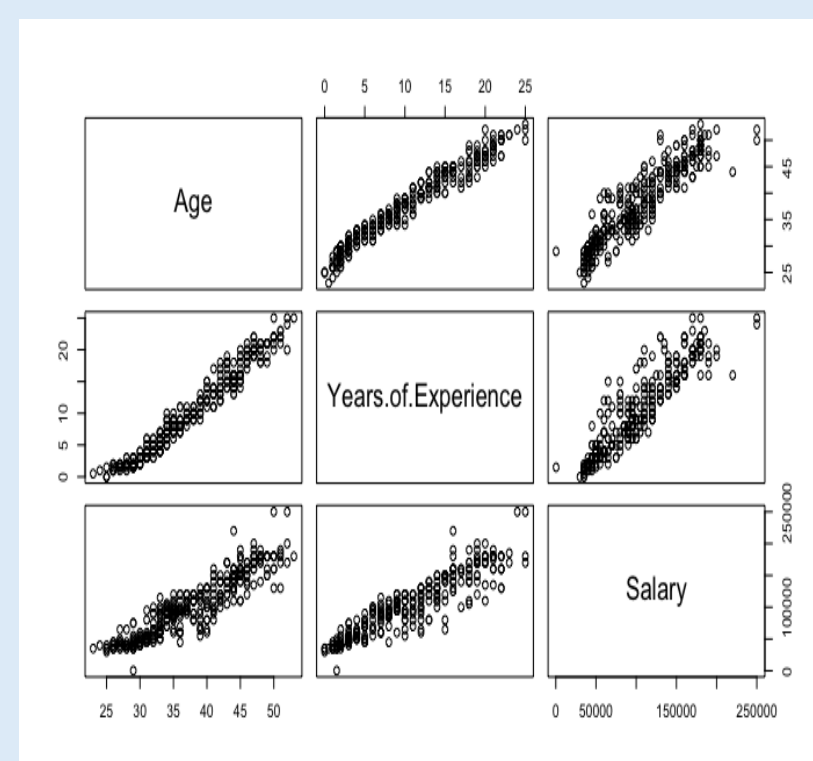 0 5 10 15 20 25
Age
25 35 45
0 5 10 20
Years.of.Experience
Salary
0 100000 250000
25 30 35 40 45 50
0 50000 150000 250000